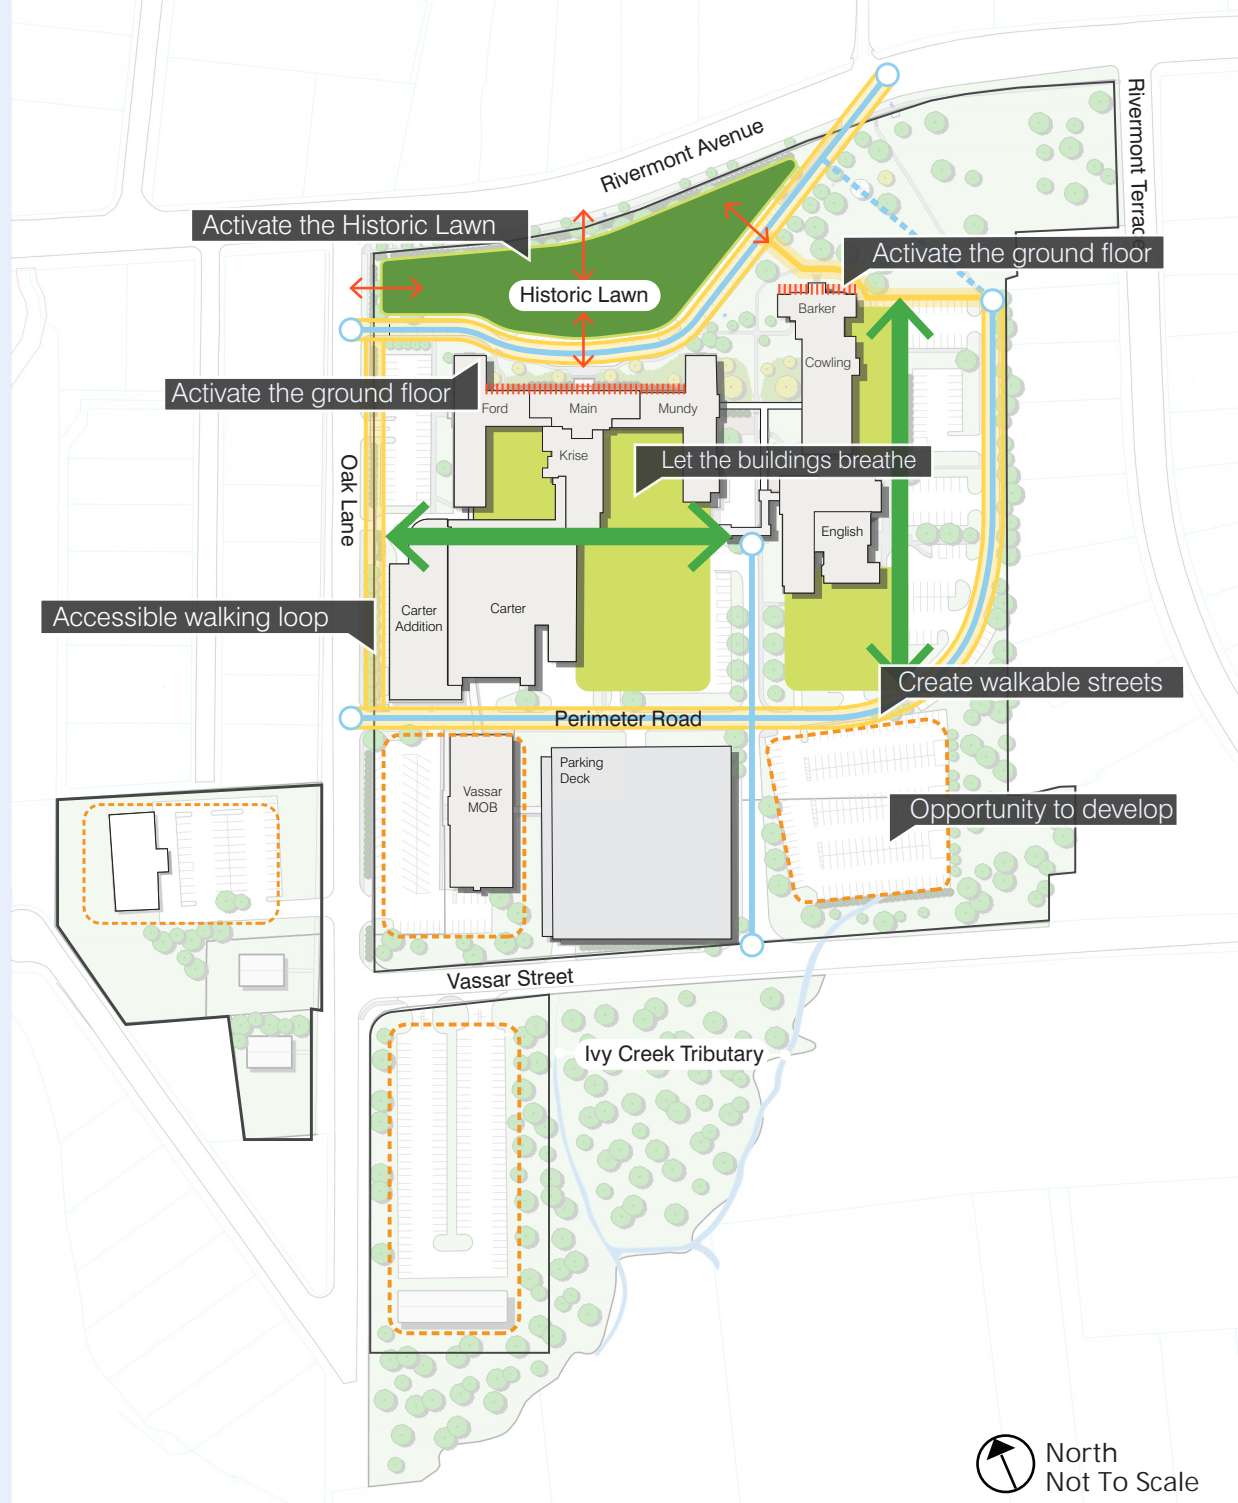 Rivermont Avenue
Rivermont Terrace
Activate the Historic Lawn
Activate the ground floor
Historic Lawn
Barker
Cowling
Activate the ground floor
Ford
Main
Mundy
Krise
Let the buildings breathe
Oak Lane
English
Carter
Addition
Carter
Accessible walking loop
Create walkable streets
Perimeter Road
Parking
Deck
Vassar
MOB
Opportunity to develop
Vassar Street
Ivy Creek Tributary
North
Not To Scale